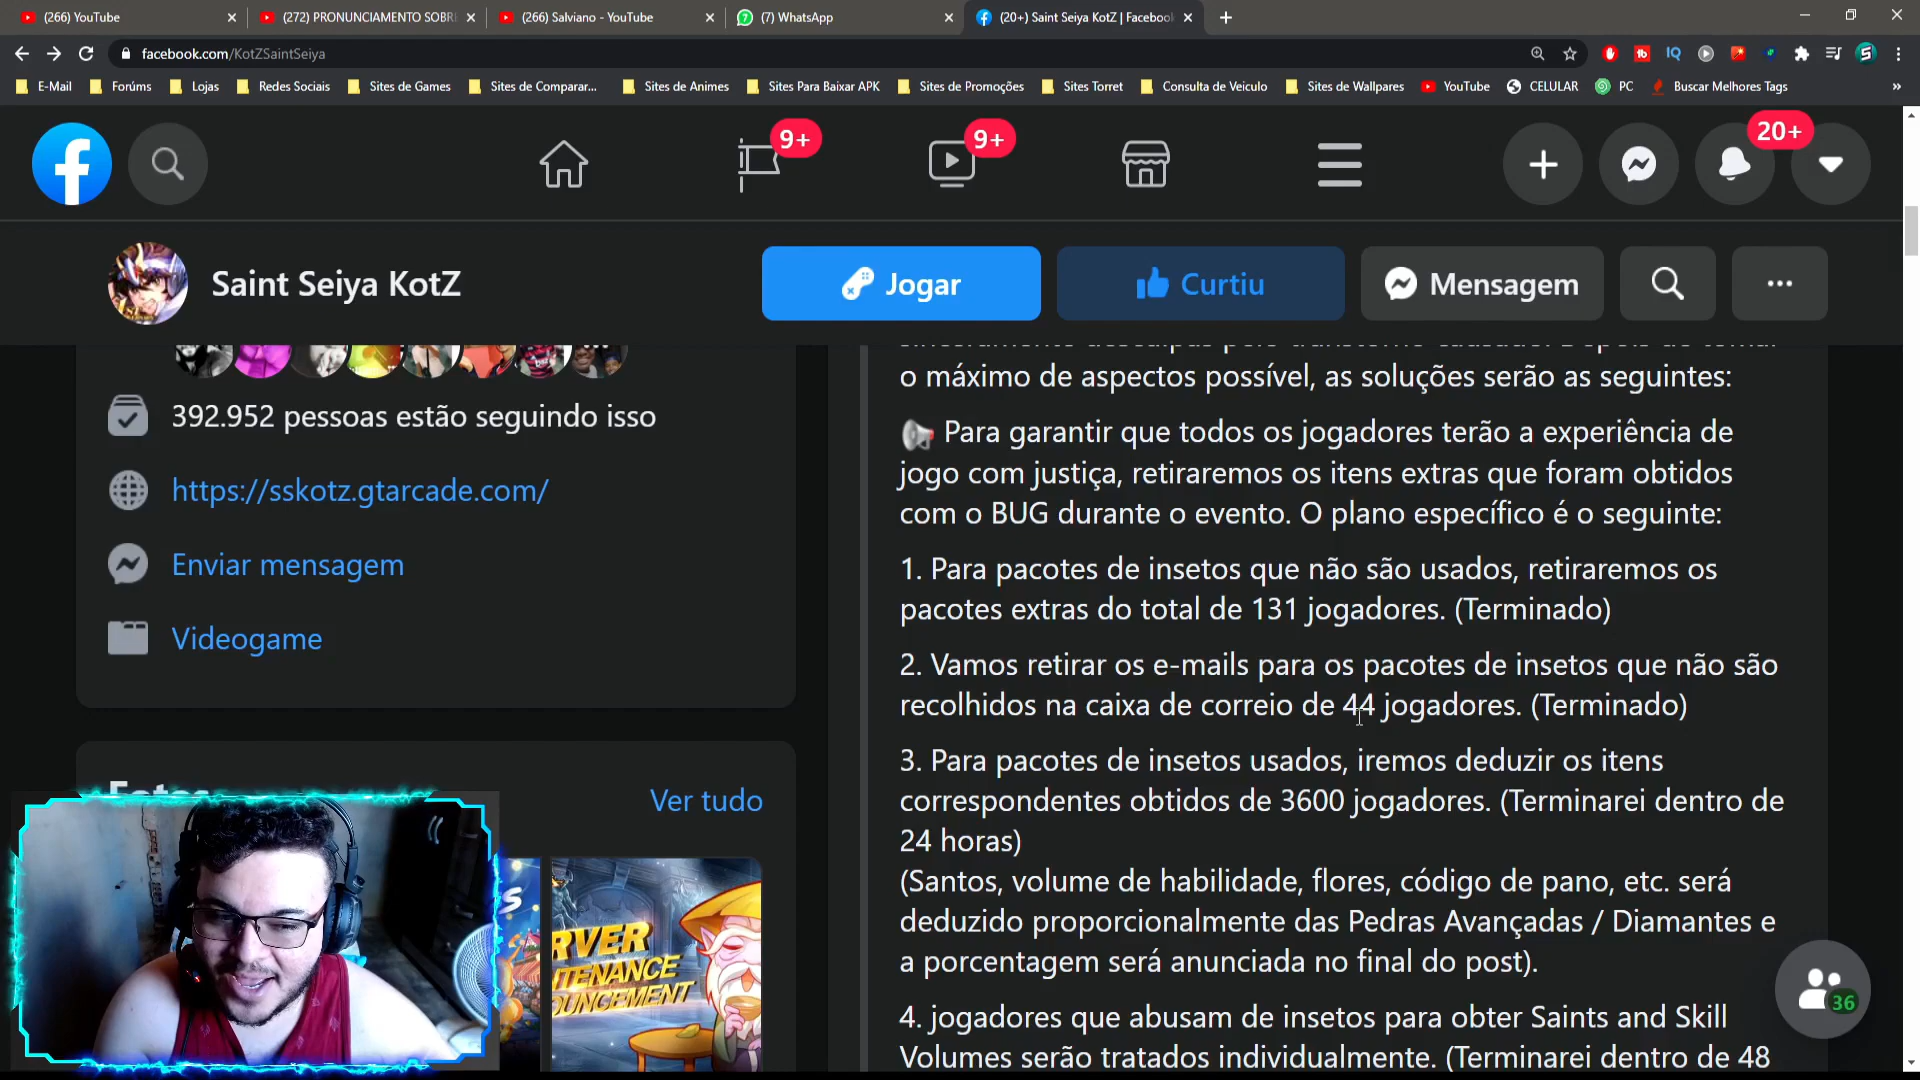 (266) YouTube
(272) PRONUNCIAMENTO SOBRE
(266) Salviano - YouTube
(7) WhatsApp
(20+) Saint Seiya KotZ | Facebook
facebook.com/KotZSaintSeiya
E-Mail
Forúms
Lojas
Redes Sociais
Sites de Games
Sites de Comparar...
Sites de Animes
Sites Para Baixar APK
Sites de Promoções
Sites Torret
Consulta de Veiculo
Sites de Wallpares
YouTube
CELULAR
PC
Buscar Melhores Tags
9+
9+
20+
Saint Seiya KotZ
Jogar
Curtiu
Mensagem
392.952 pessoas estão seguindo isso
https://sskotz.gtarcade.com/
Enviar mensagem
Videogame
Fotos
Ver tudo
o máximo de aspectos possível, as soluções serão as seguintes:
Para garantir que todos os jogadores terão a experiência de
jogo com justiça, retiraremos os itens extras que foram obtidos
com o BUG durante o evento. O plano específico é o seguinte:
1. Para pacotes de insetos que não são usados, retiraremos os
pacotes extras do total de 131 jogadores. (Terminado)
2. Vamos retirar os e-mails para os pacotes de insetos que não são
recolhidos na caixa de correio de 44 jogadores. (Terminado)
3. Para pacotes de insetos usados, iremos deduzir os itens
correspondentes obtidos de 3600 jogadores. (Terminarei dentro de
24 horas)
(Santos, volume de habilidade, flores, código de pano, etc. será
deduzido proporcionalmente das Pedras Avançadas / Diamantes e
a porcentagem será anunciada no final do post).
4. jogadores que abusam de insetos para obter Saints and Skill
Volumes serão tratados individualmente. (Terminarei dentro de 48
36